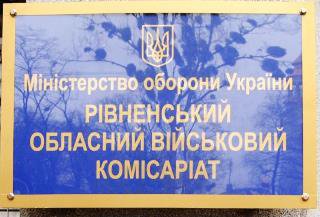 Міністерство оборони України
РІВНЕНСЬКИЙ
ОБЛАСНИЙ ВІЙСЬКОВИЙ
КОМІСАРІАТ